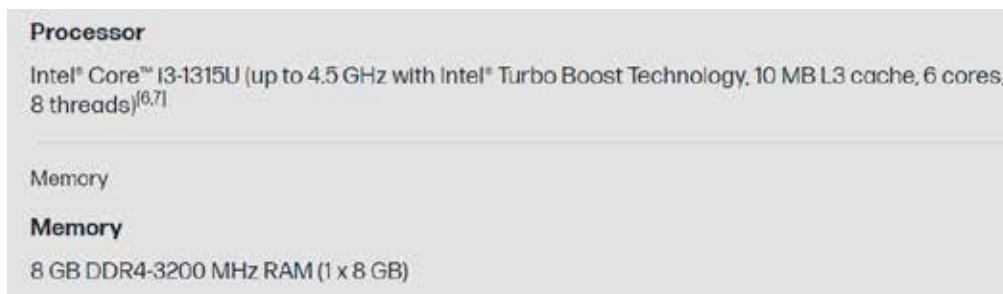 Processor
Intel® Core™ i3-1315U (up to 4.5 GHz with Intel® Turbo Boost Technology, 10 MB L3 cache, 6 cores,
8 threads)[6,7]
Memory
Memory
8 GB DDR4-3200 MHz RAM (1 x 8 GB)